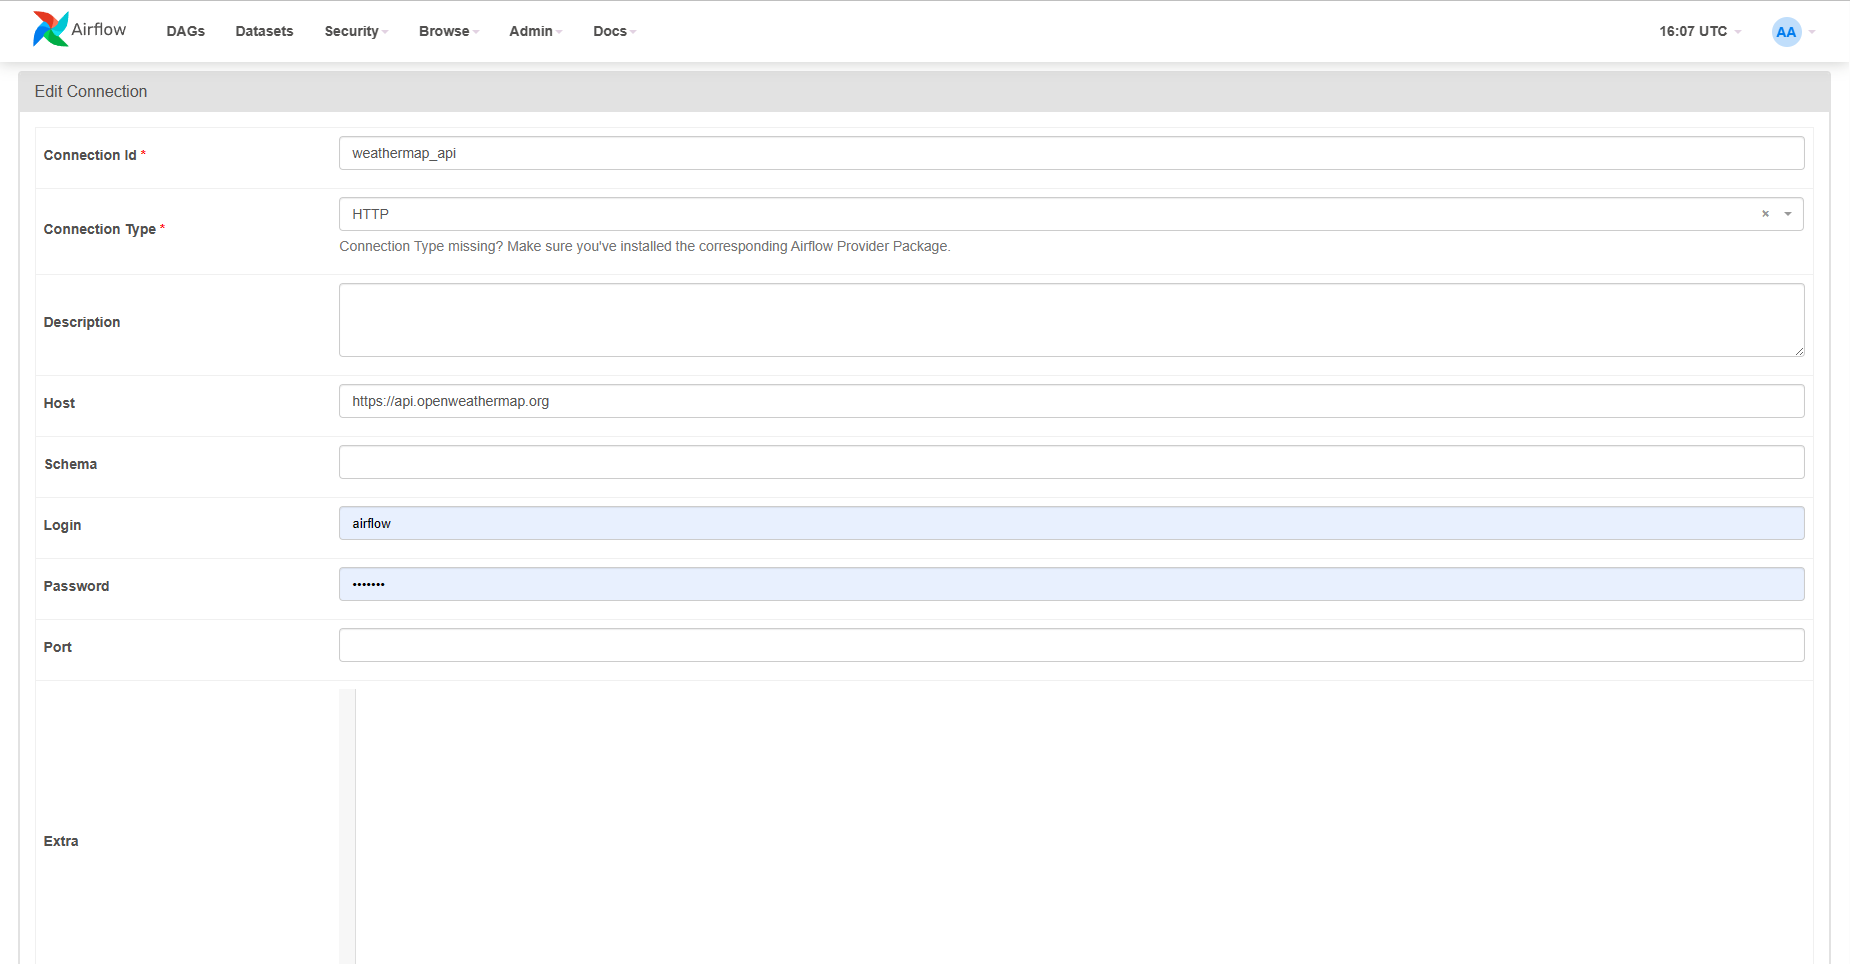 Airflow DAGs Datasets Security Browse Admin Docs 16:07 UTC AA
Edit Connection
Connection Id * weathermap_api
Connection Type * HTTP ×
Connection Type missing? Make sure you've installed the corresponding Airflow Provider Package.
Description
Host https://api.openweathermap.org
Schema
Login airflow
Password •••••••
Port
Extra